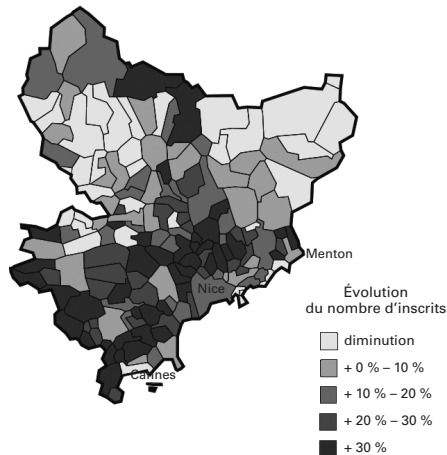 Menton
Nice
Cannes
Évolution
du nombre d'inscrits
diminution
+ 0 % – 10 %
+ 10 % – 20 %
+ 20 % – 30 %
+ 30 %